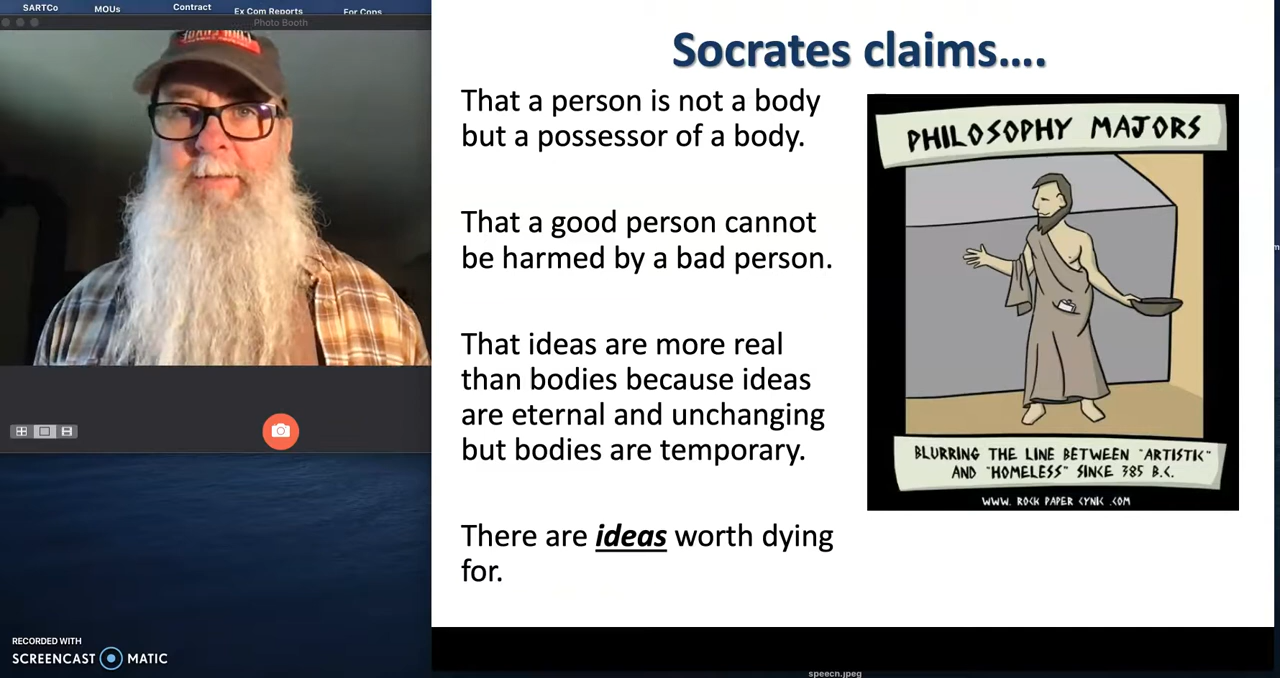 SARTCo
MOUs
Contract
Ex Com Reports
For Cons
Photo Booth
Socrates claims....
That a person is not a body
but a possessor of a body.
That a good person cannot
be harmed by a bad person.
That ideas are more real
than bodies because ideas
are eternal and unchanging
but bodies are temporary.
There are ideas worth dying
for.
PHILOSOPHY MAJORS
BLURRING THE LINE BETWEEN "ARTISTIC"
AND "HOMELESS" SINCE 385 B.C.
WWW. ROCK PAPER CYNIC .COM
RECORDED WITH
SCREENCAST MATIC
speech.jpeg